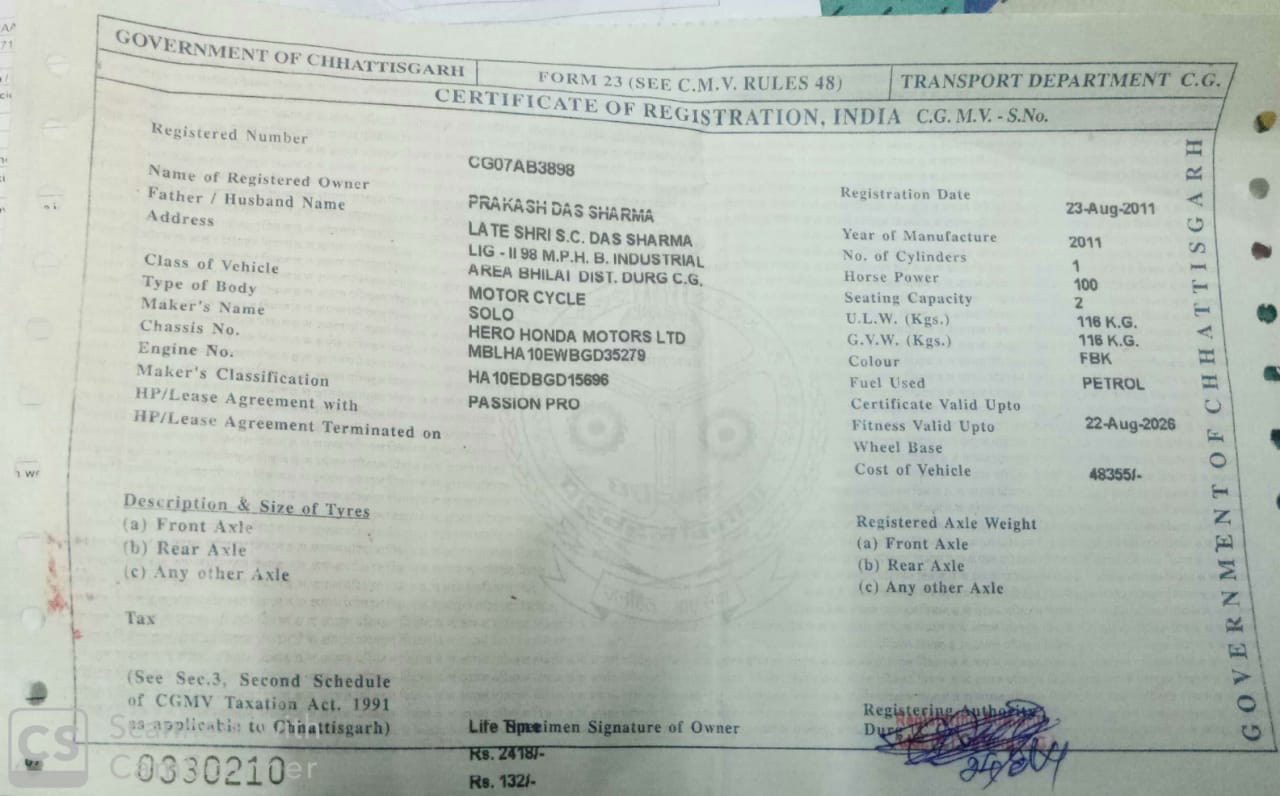 GOVERNMENT OF CHHATTISGARH FORM 23 (SEE C.M.V. RULES 48) TRANSPORT DEPARTMENT C.G.
CERTIFICATE OF REGISTRATION, INDIA C.G. M.V. - S.No.
Registered Number CG07AB3898
Name of Registered Owner PRAKASH DAS SHARMA
Father / Husband Name LATE SHRI S.C. DAS SHARMA
Address LIG - II 98 M.P.H. B. INDUSTRIAL
AREA BHILAI DIST. DURG C.G.
Class of Vehicle MOTOR CYCLE
Type of Body SOLO
Maker's Name HERO HONDA MOTORS LTD
Chassis No. MBLHA10EWBGD35279
Engine No. HA10EDBGD15696
Maker's Classification PASSION PRO
HP/Lease Agreement with
HP/Lease Agreement Terminated on
Registration Date 23-Aug-2011
Year of Manufacture 2011
No. of Cylinders 1
Horse Power 100
Seating Capacity 2
U.L.W. (Kgs.) 116 K.G.
G.V.W. (Kgs.) 116 K.G.
Colour FBK
Fuel Used PETROL
Certificate Valid Upto
Fitness Valid Upto 22-Aug-2026
Wheel Base
Cost of Vehicle 48355/-
Description & Size of Tyres
(a) Front Axle
(b) Rear Axle
(c) Any other Axle
Registered Axle Weight
(a) Front Axle
(b) Rear Axle
(c) Any other Axle
Tax
(See Sec.3, Second Schedule
of CGMV Taxation Act. 1991
as applicable to Chhattisgarh)
Life Time
Specimen Signature of Owner
Rs. 2418/-
Rs. 132/-
Registering Authority
Durg
0330210
GOVERNMENT OF CHHATTISGARH
CS